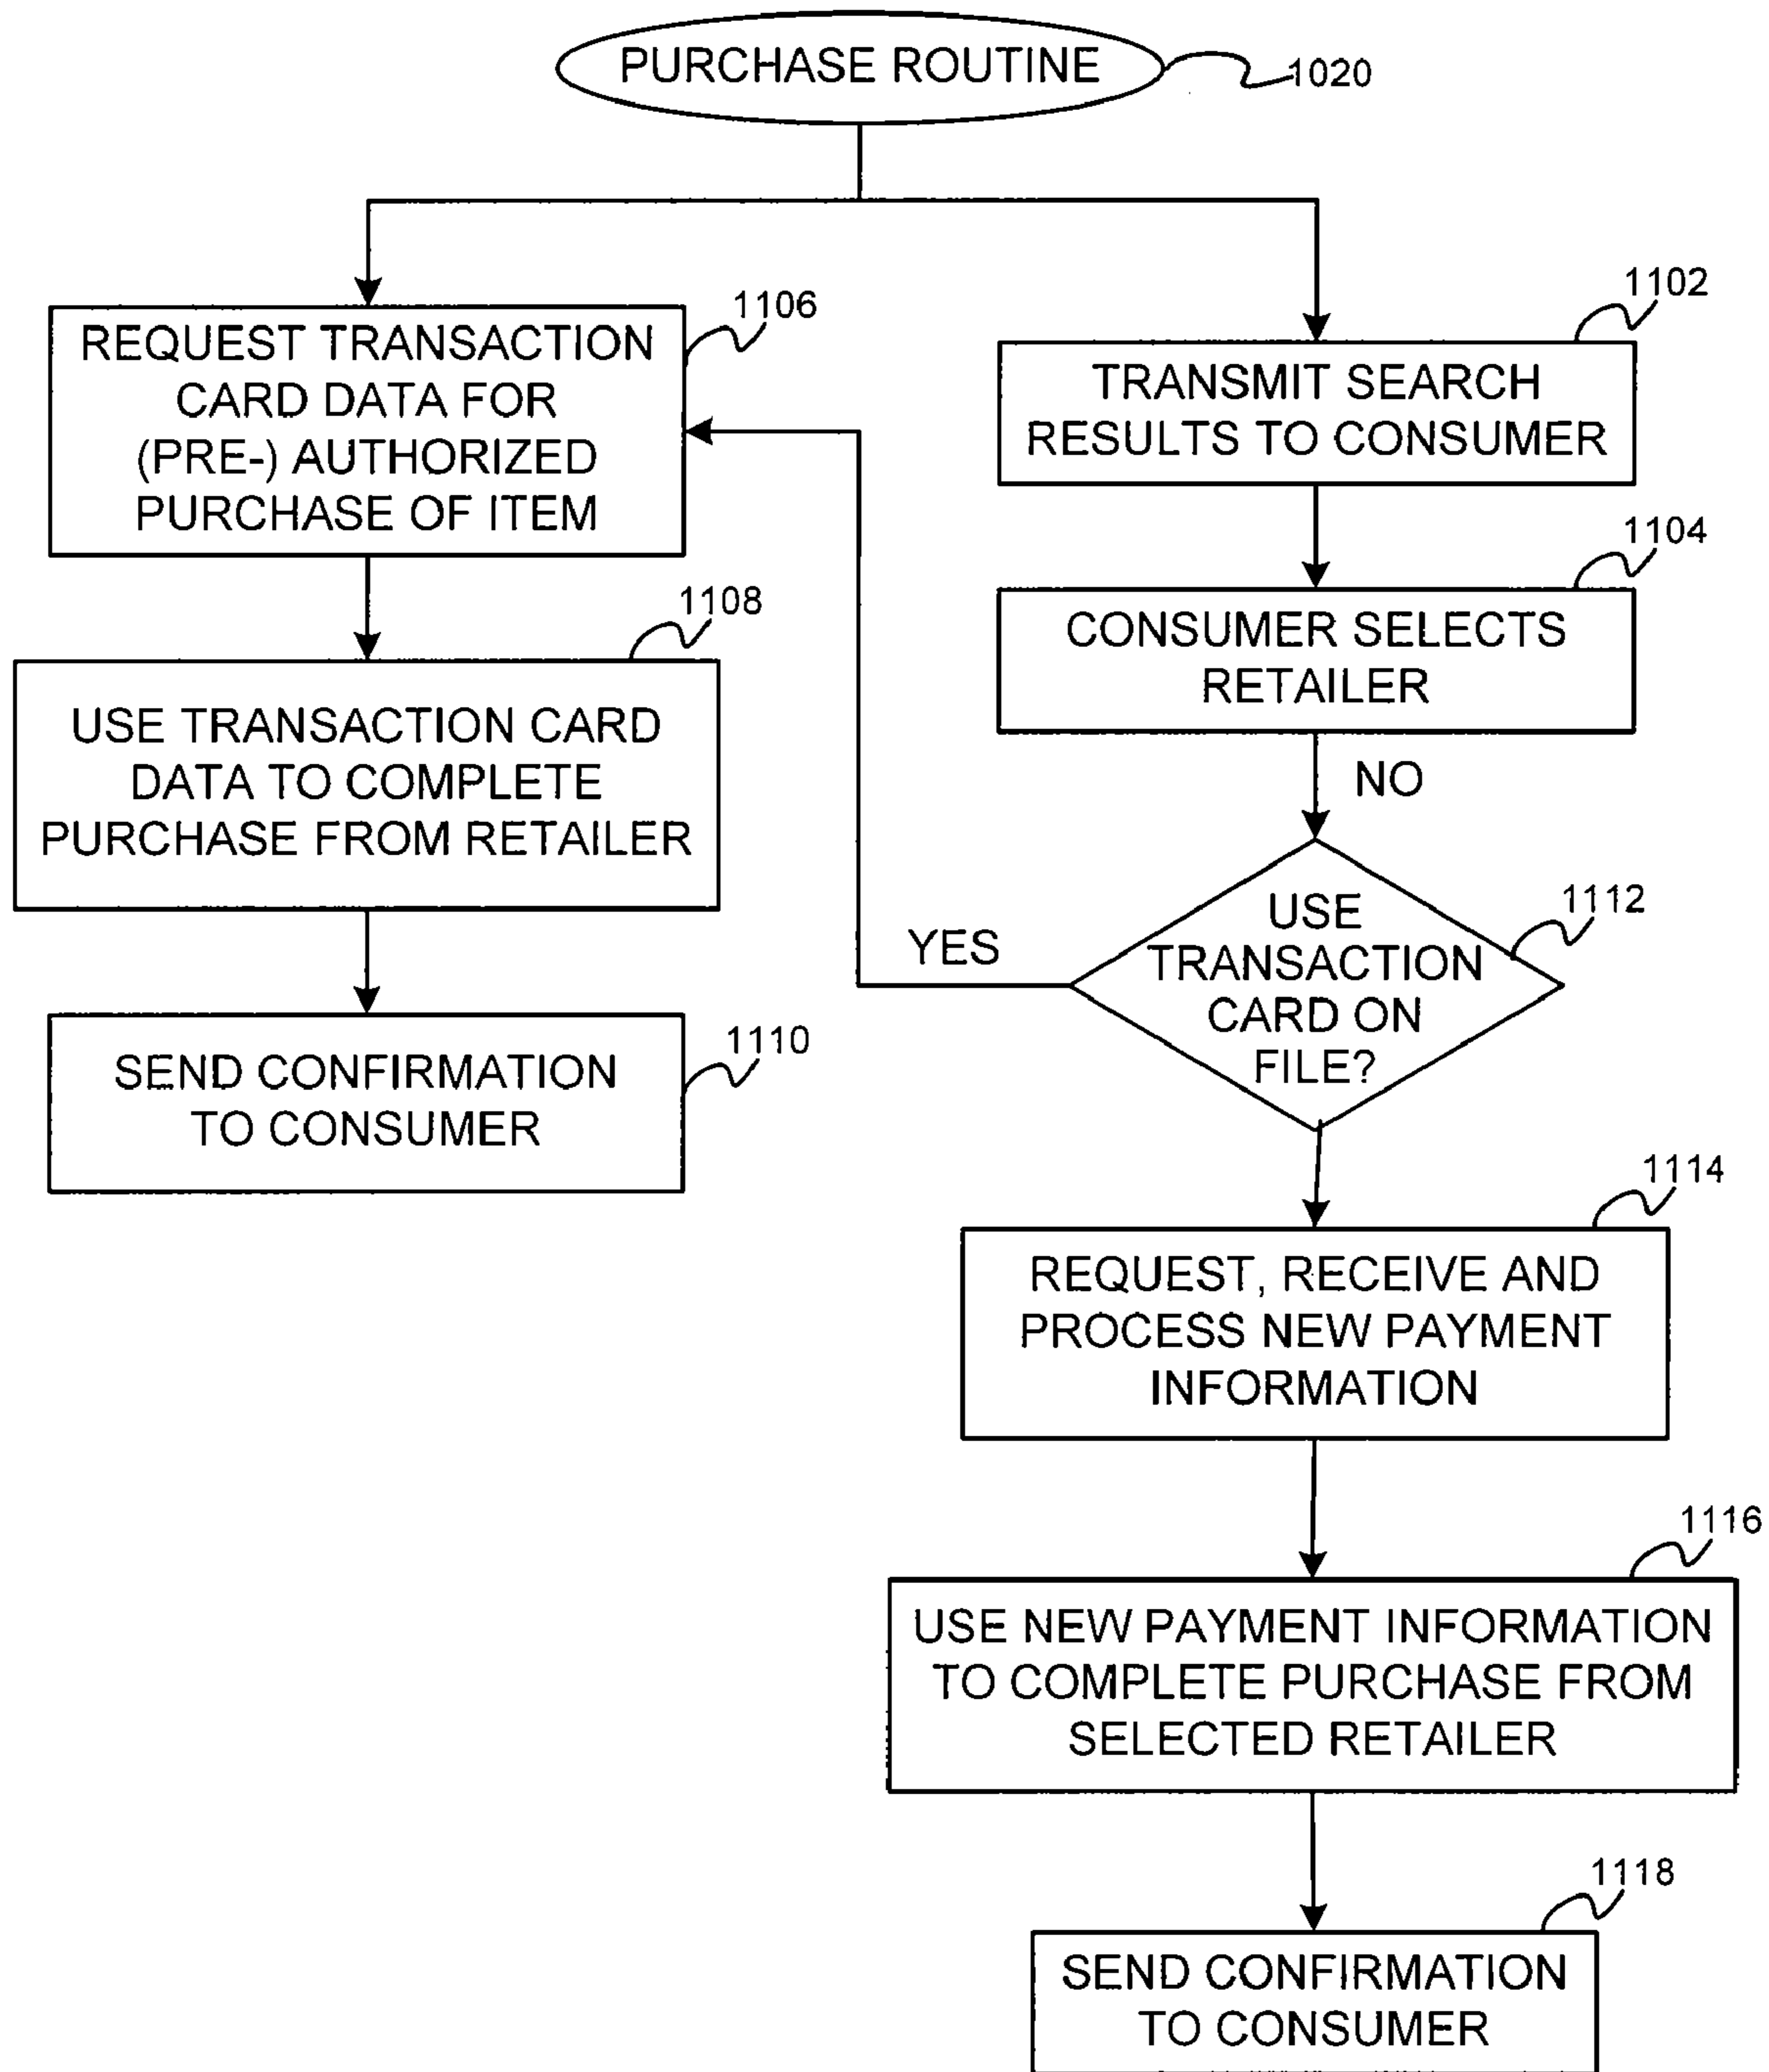 PURCHASE ROUTINE
1020
1106
REQUEST TRANSACTION
CARD DATA FOR
(PRE-) AUTHORIZED
PURCHASE OF ITEM
1108
USE TRANSACTION CARD
DATA TO COMPLETE
PURCHASE FROM RETAILER
1110
SEND CONFIRMATION
TO CONSUMER
1102
TRANSMIT SEARCH
RESULTS TO CONSUMER
1104
CONSUMER SELECTS
RETAILER
NO
1112
USE
TRANSACTION
CARD ON
FILE?
YES
1114
REQUEST, RECEIVE AND
PROCESS NEW PAYMENT
INFORMATION
1116
USE NEW PAYMENT INFORMATION
TO COMPLETE PURCHASE FROM
SELECTED RETAILER
1118
SEND CONFIRMATION
TO CONSUMER